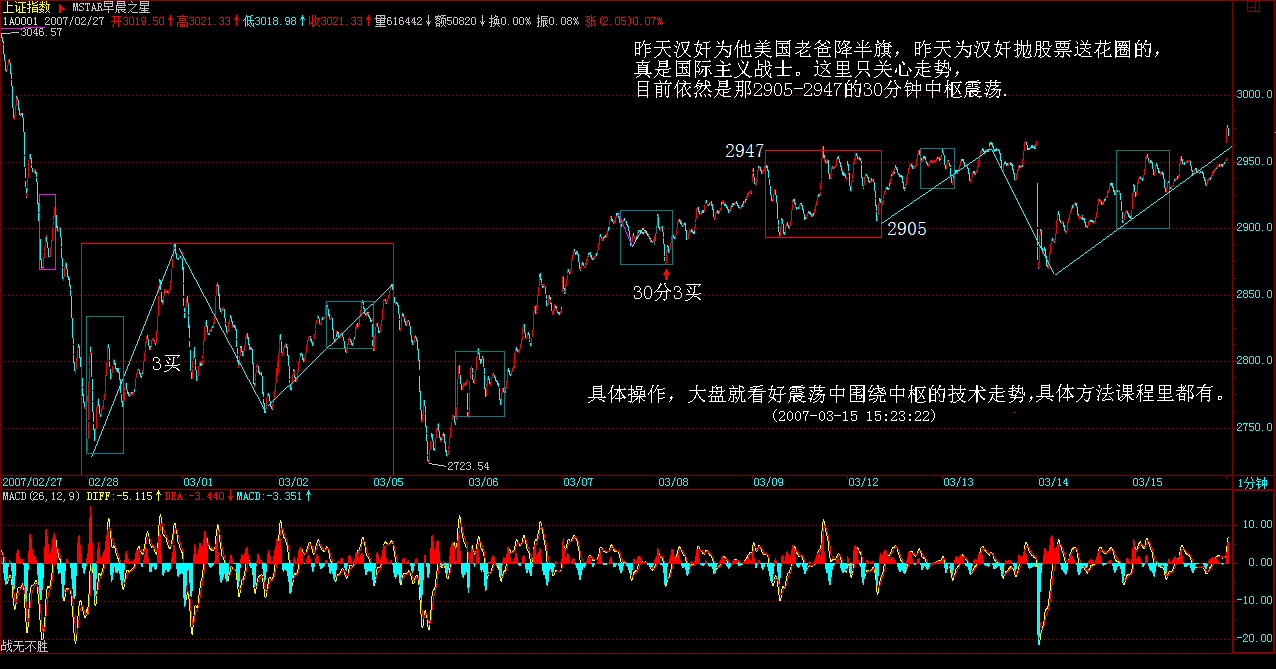 上证指数 MSTAR早晨之星
1A0001 2007/02/27 开3019.50↑高3021.33↑低3018.98↑收3021.33↑量616442↓额50820↓换0.00% 振0.08% 涨(2.05)0.07%
3046.57
昨天汉奸为他美国老爸降半旗，昨天为汉奸抛股票送花圈的，
真是国际主义战士。这里只关心走势，
目前依然是那2905-2947的30分钟中枢震荡.
3000.0
2947
2950.0
2905
2900.0
30分3买
2850.0
3买
2800.0
具体操作，大盘就看好震荡中围绕中枢的技术走势,具体方法课程里都有。
(2007-03-15 15:23:22)
2750.0
2723.54
2007/02/27 02/28 03/01 03/02 03/05 03/06 03/07 03/08 03/09 03/12 03/13 03/14 03/15 1分钟
MACD(26,12,9) DIFF:-5.115↑ DEA:-3.440↓ MACD:-3.351↑
10.00
0.00
-10.00
-20.00
战无不胜